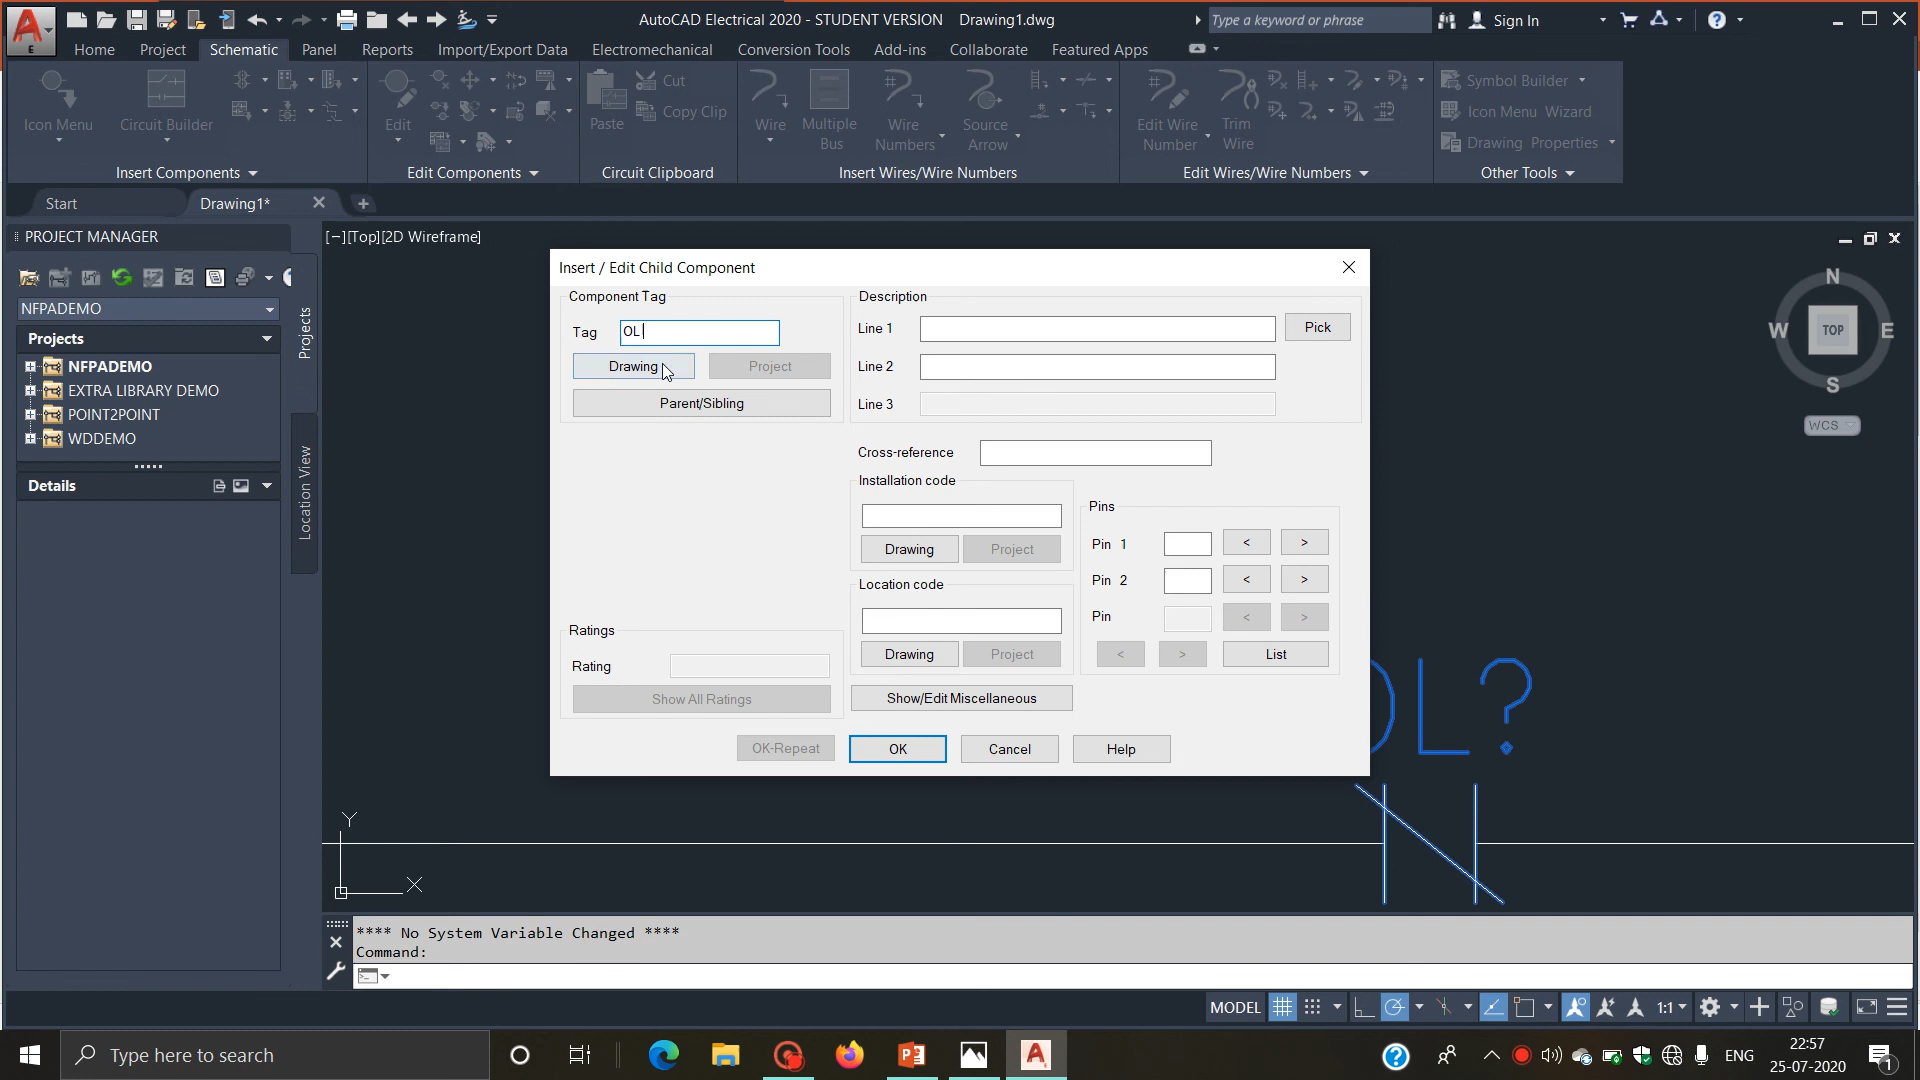 AutoCAD Electrical 2020 - STUDENT VERSION Drawing1.dwg
Type a keyword or phrase
Sign In
E
Home Project Schematic Panel Reports Import/Export Data Electromechanical Conversion Tools Add-ins Collaborate Featured Apps
Icon Menu
Circuit Builder
Edit
Paste
Cut
Copy Clip
Wire
Multiple Bus
Wire Numbers
Source Arrow
Edit Wire Number
Trim Wire
Symbol Builder
Icon Menu Wizard
Drawing Properties
Insert Components
Edit Components
Circuit Clipboard
Insert Wires/Wire Numbers
Edit Wires/Wire Numbers
Other Tools
Start
Drawing1*
PROJECT MANAGER
NFPADEMO
Projects
NFPADEMO
EXTRA LIBRARY DEMO
POINT2POINT
WDDEMO
Details
Projects
Location View
[−][Top][2D Wireframe]
Insert / Edit Child Component
Component Tag
Tag OL
Drawing
Project
Parent/Sibling
Description
Line 1
Pick
Line 2
Line 3
Cross-reference
Installation code
Drawing
Project
Location code
Drawing
Project
Pins
Pin 1 < >
Pin 2 < >
Pin < >
< > List
Ratings
Rating
Show All Ratings
Show/Edit Miscellaneous
OK-Repeat
OK
Cancel
Help
N
W TOP E
S
WCS
OL?
Y
X
**** No System Variable Changed ****
Command:
MODEL
1:1
Type here to search
ENG
22:57
25-07-2020
1